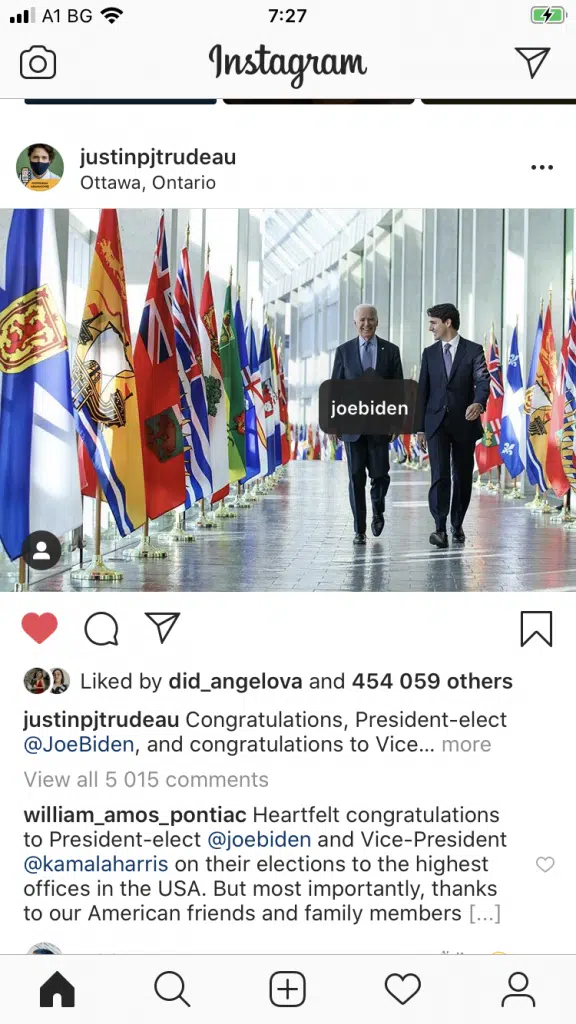 A1 BG 7:27
Instagram
justinpjtrudeau
Ottawa, Ontario
joebiden
Liked by did_angelova and 454 059 others
justinpjtrudeau Congratulations, President-elect
@JoeBiden, and congratulations to Vice... more
View all 5 015 comments
william_amos_pontiac Heartfelt congratulations
to President-elect @joebiden and Vice-President
@kamalaharris on their elections to the highest
offices in the USA. But most importantly, thanks
to our American friends and family members [...]